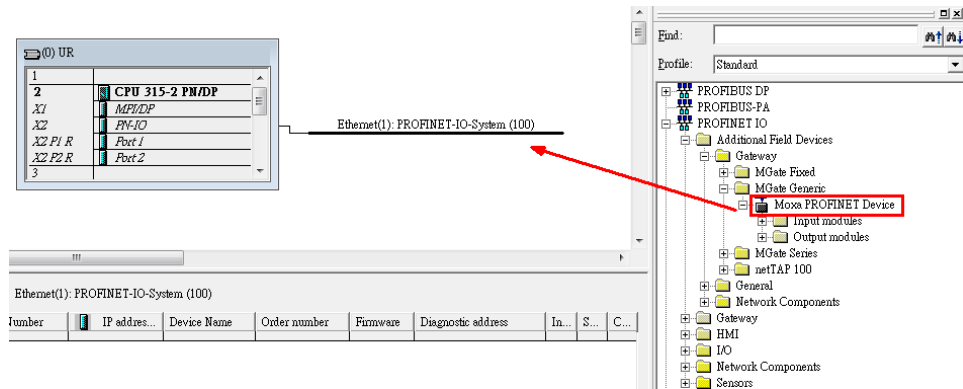 (0) UR
1
2 CPU 315-2 PN/DP
X1 MPI/DP
X2 PN-IO
X2 P1 R Port 1
X2 P2 R Port 2
3
Ethernet(1): PROFINET-IO-System (100)
Ethernet(1): PROFINET-IO-System (100)
Number IP addres... Device Name Order number Firmware Diagnostic address In... S... C...
Find:
Profile: Standard
PROFIBUS DP
PROFIBUS-PA
PROFINET IO
Additional Field Devices
Gateway
MGate Fixed
MGate Generic
Moxa PROFINET Device
Input modules
Output modules
MGate Series
netTAP 100
General
Network Components
Gateway
HMI
I/O
Network Components
Sensors